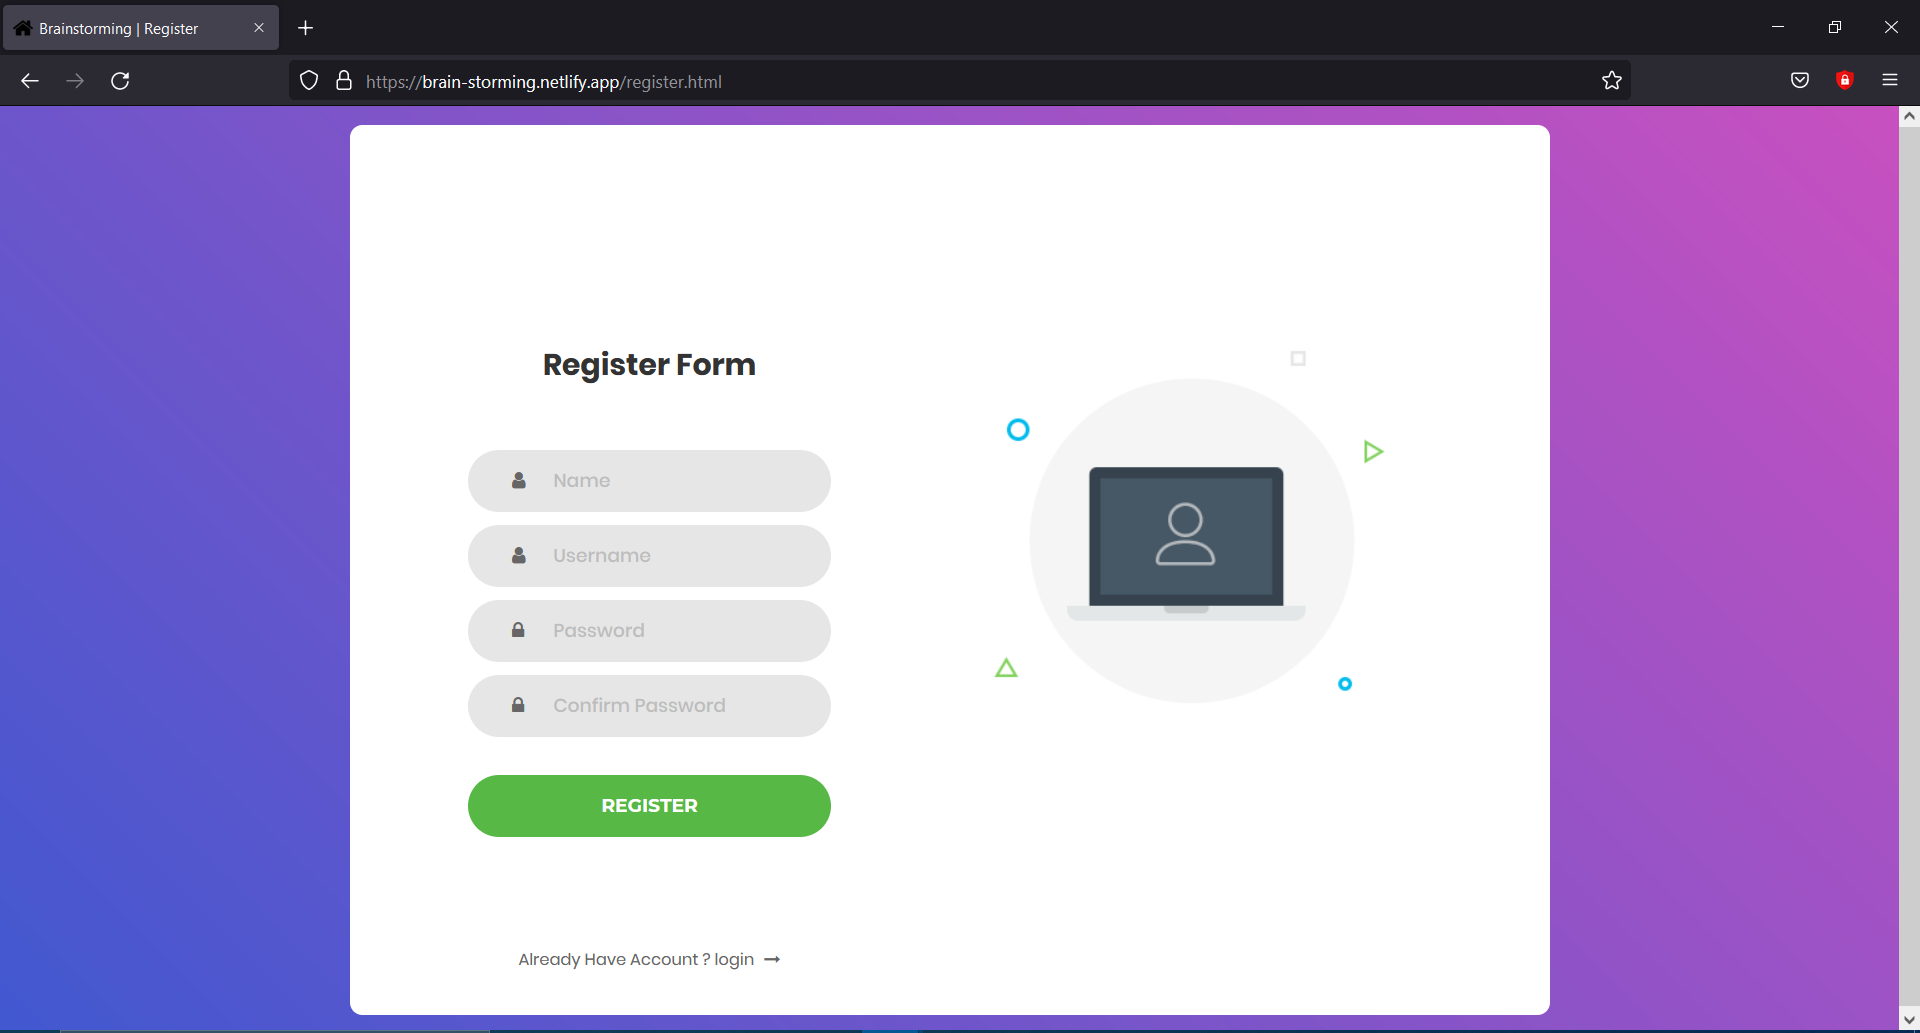 Brainstorming | Register
https://brain-storming.netlify.app/register.html
Register Form
Name
Username
Password
Confirm Password
REGISTER
Already Have Account ? login →